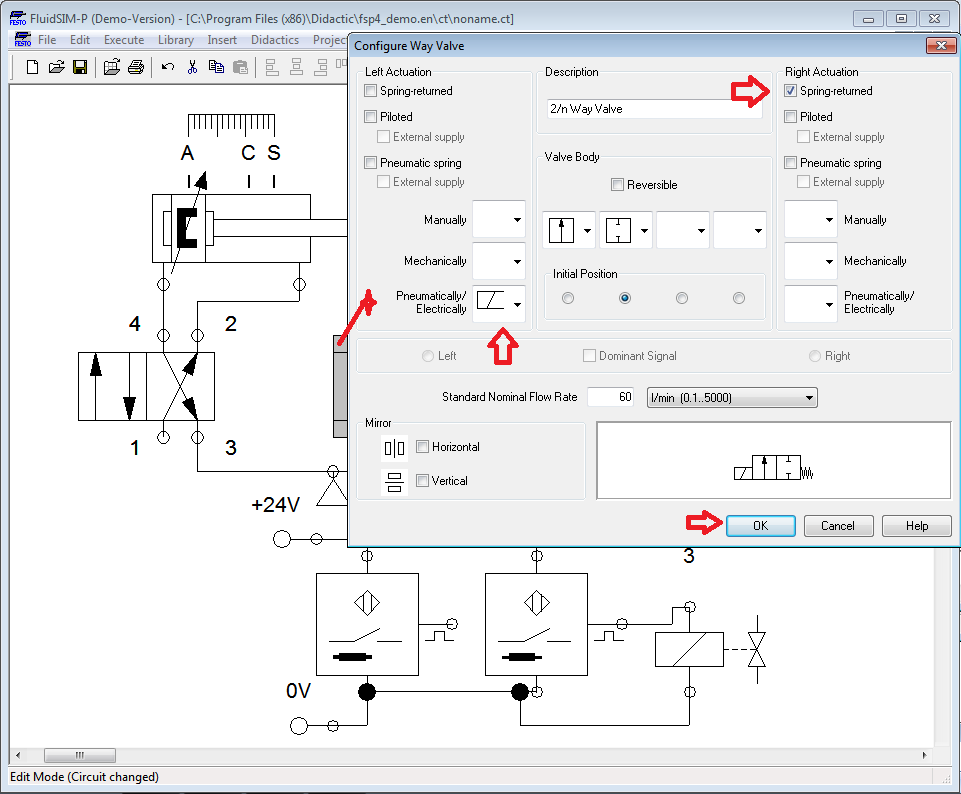 FluidSIM-P (Demo-Version) - [C:\Program Files (x86)\Didactic\fsp4_demo.en\ct\noname.ct]
FESTO
File Edit Execute Library Insert Didactics Projec
FESTO
Configure Way Valve
Left Actuation
Spring-returned
Piloted
External supply
Pneumatic spring
External supply
Manually
Mechanically
Pneumatically/
Electrically
Description
2/n Way Valve
Valve Body
Reversible
Initial Position
Right Actuation
Spring-returned
Piloted
External supply
Pneumatic spring
External supply
Manually
Mechanically
Pneumatically/
Electrically
Left Dominant Signal Right
Standard Nominal Flow Rate 60 l/min (0.1..5000)
Mirror
Horizontal
Vertical
OK Cancel Help
A C S
4 2
1 3
+24V
3
0V
Edit Mode (Circuit changed)